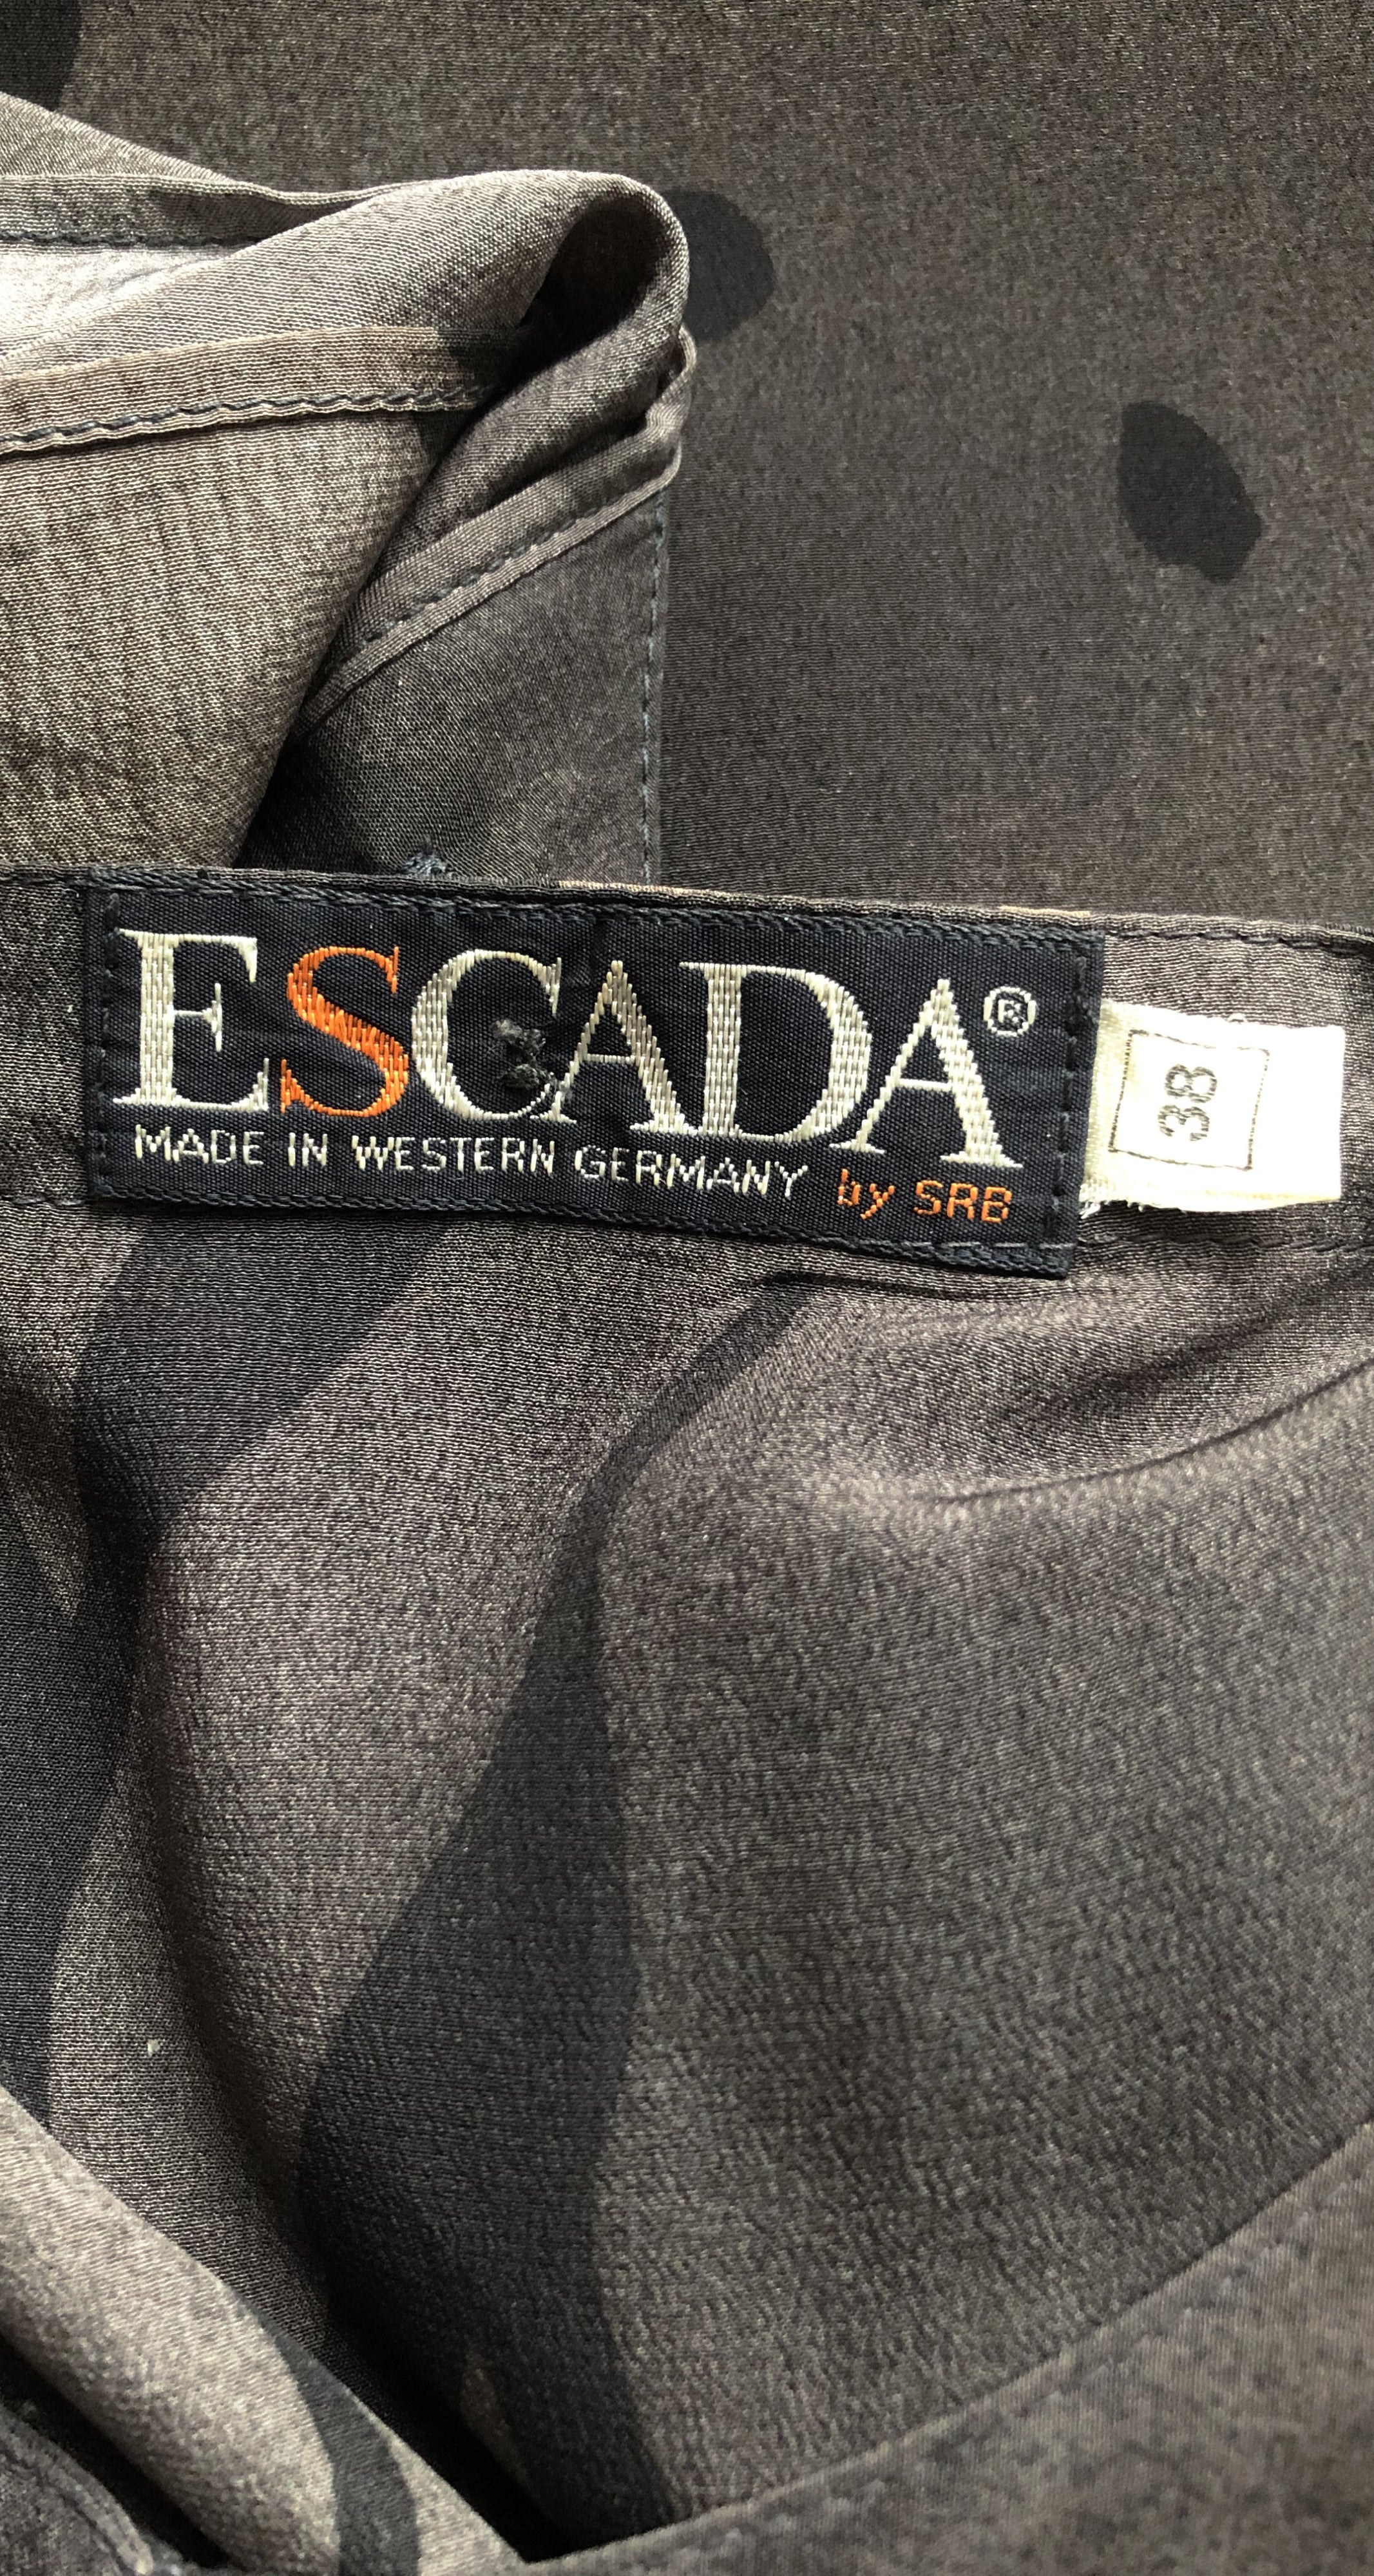 ESCADA®
MADE IN WESTERN GERMANY by SRB
38